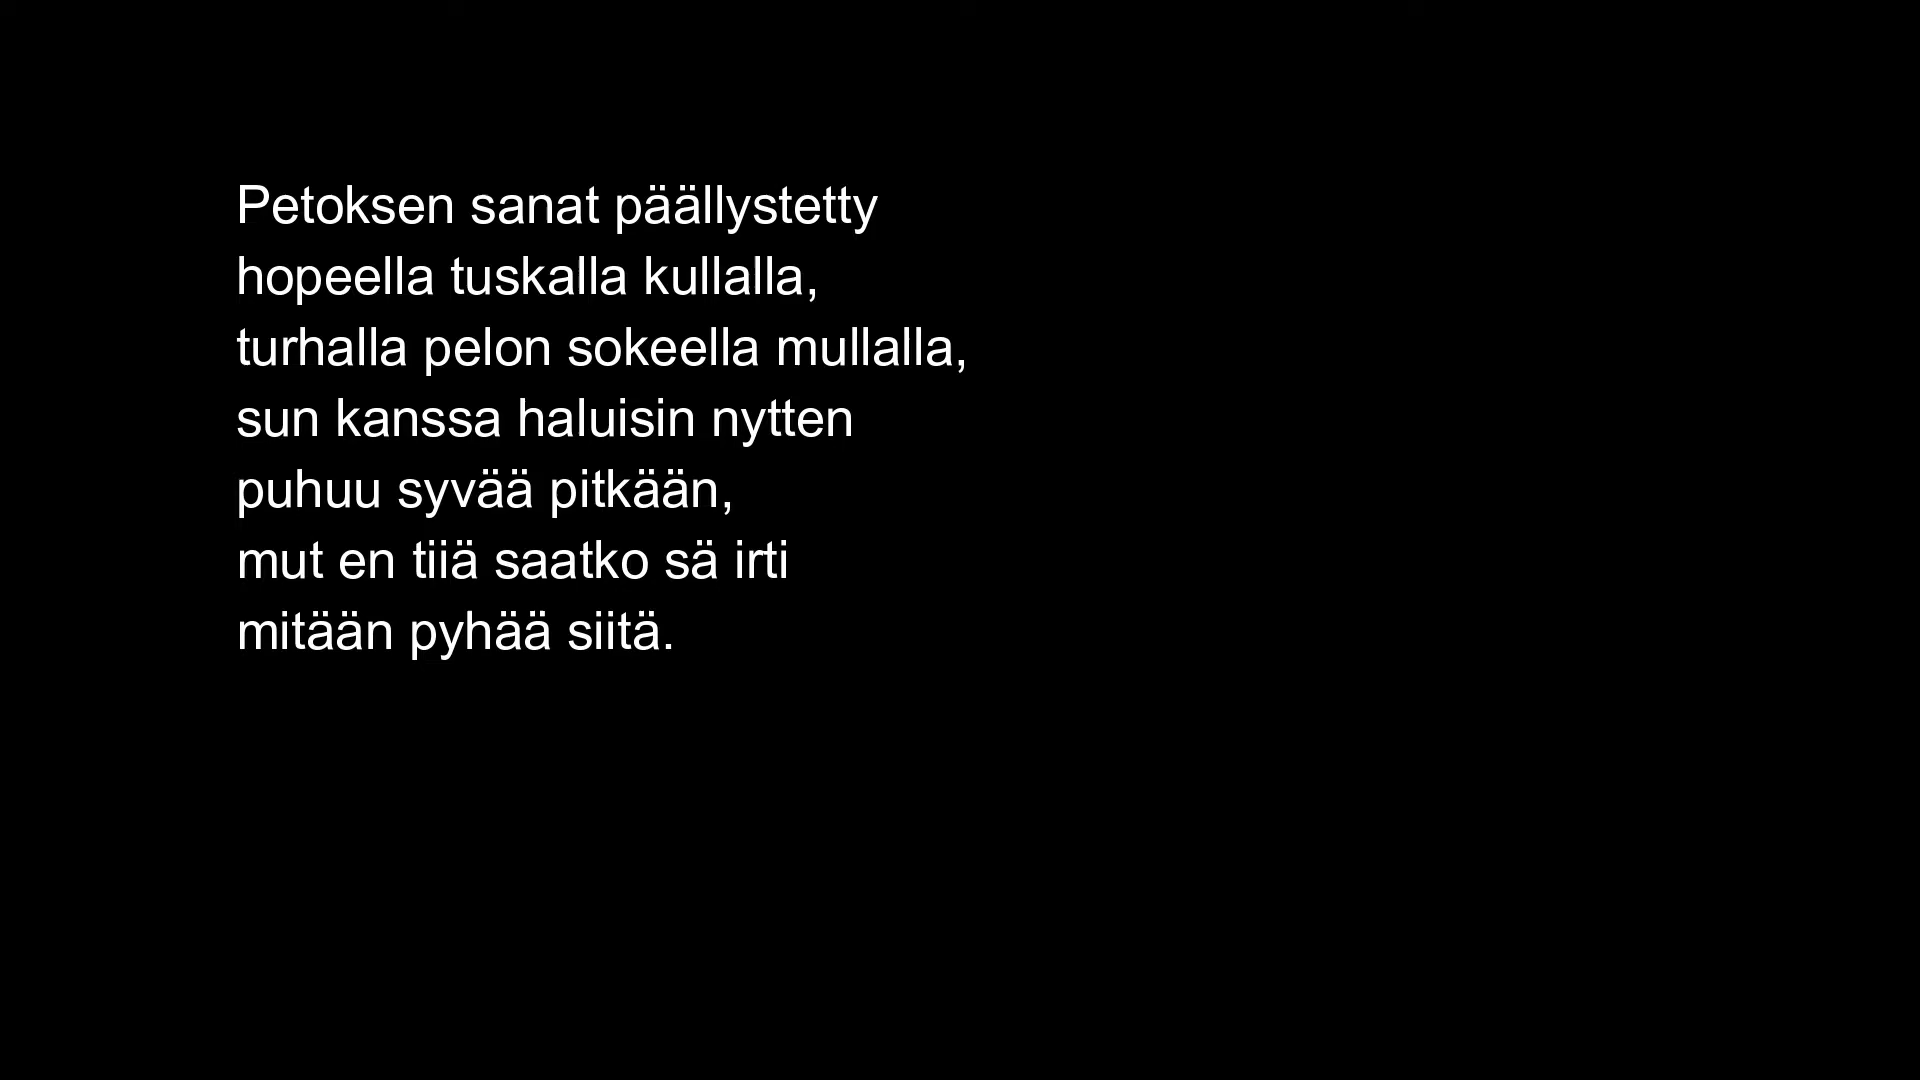 Petoksen sanat päällystetty
hopeella tuskalla kullalla,
turhalla pelon sokeella mullalla,
sun kanssa haluisin nytten
puhuu syvää pitkään,
mut en tiiä saatko sä irti
mitään pyhää siitä.